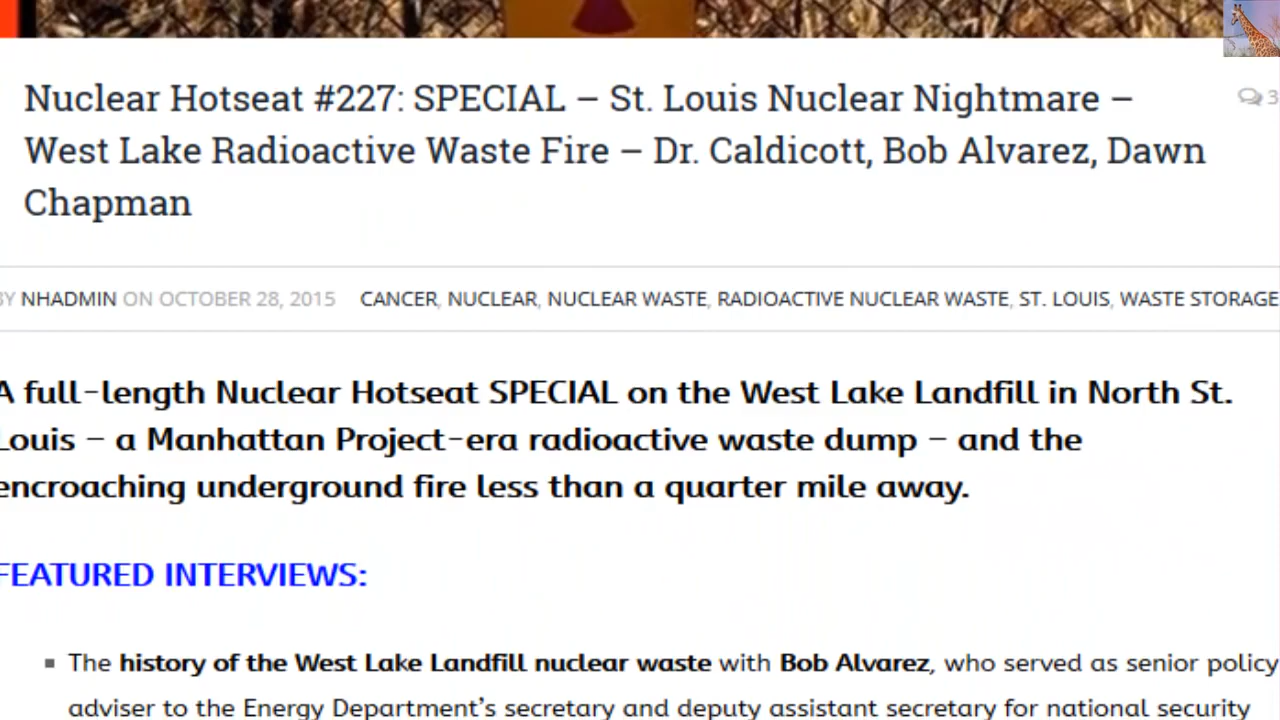 Nuclear Hotseat #227: SPECIAL – St. Louis Nuclear Nightmare –
West Lake Radioactive Waste Fire – Dr. Caldicott, Bob Alvarez, Dawn
Chapman
3
BY NHADMIN ON OCTOBER 28, 2015 CANCER, NUCLEAR, NUCLEAR WASTE, RADIOACTIVE NUCLEAR WASTE, ST. LOUIS, WASTE STORAGE
A full-length Nuclear Hotseat SPECIAL on the West Lake Landfill in North St.
Louis – a Manhattan Project-era radioactive waste dump – and the
encroaching underground fire less than a quarter mile away.
FEATURED INTERVIEWS:
The history of the West Lake Landfill nuclear waste with Bob Alvarez, who served as senior policy
adviser to the Energy Department’s secretary and deputy assistant secretary for national security